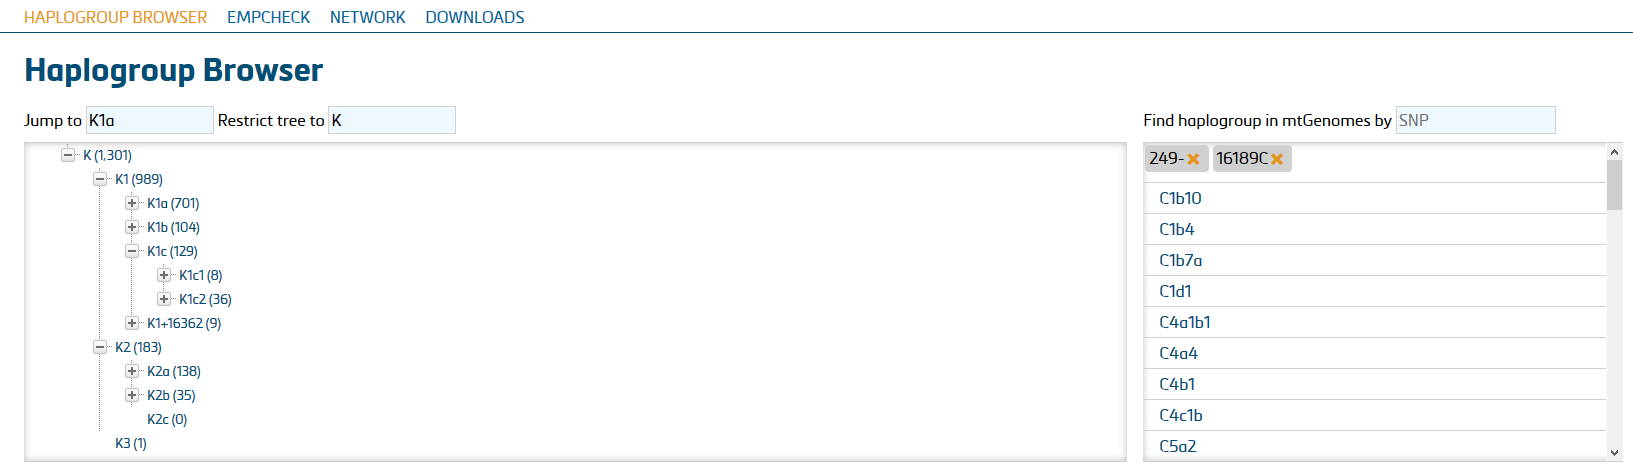 HAPLOGROUP BROWSER EMPCHECK NETWORK DOWNLOADS
Haplogroup Browser
Jump to K1a Restrict tree to K
K (1,301)
K1 (989)
K1a (701)
K1b (104)
K1c (129)
K1c1 (8)
K1c2 (36)
K1+16362 (9)
K2 (183)
K2a (138)
K2b (35)
K2c (0)
K3 (1)
Find haplogroup in mtGenomes by SNP
249- 16189C
C1b10
C1b4
C1b7a
C1d1
C4a1b1
C4a4
C4b1
C4c1b
C5a2